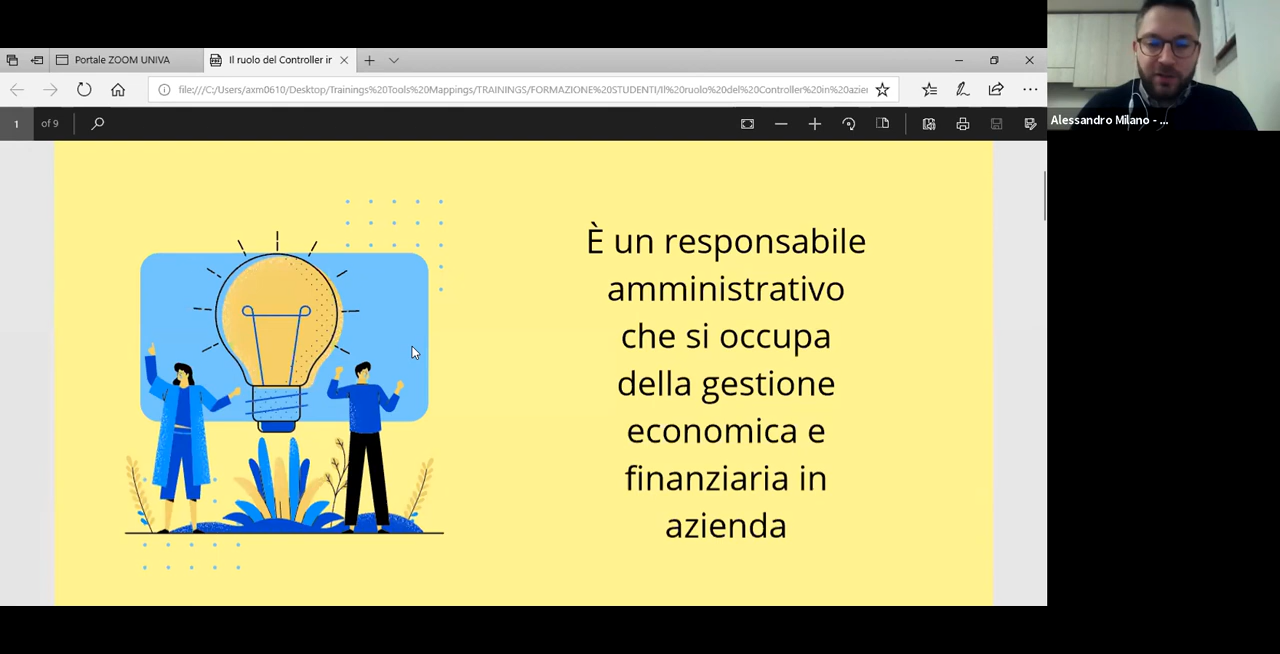 Portale ZOOM UNIVA
Il ruolo del Controller ir
file:///C:/Users/axm0610/Desktop/Trainings%20Tools%20Mappings/TRAININGS/FORMAZIONE%20STUDENTI/Il%20ruolo%20del%20Controller%20in%20azier
1 of 9
Alessandro Milano - ...
È un responsabile
amministrativo
che si occupa
della gestione
economica e
finanziaria in
azienda